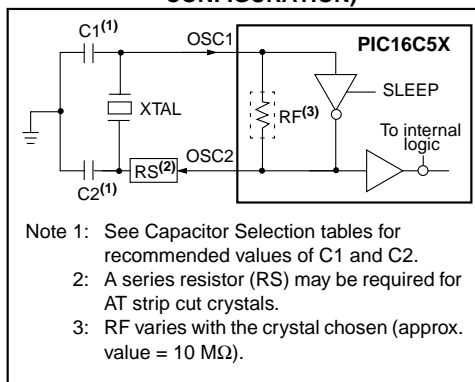 CONFIGURATION)
C1(1)
OSC1
PIC16C5X
SLEEP
XTAL
RF(3)
To internal
logic
OSC2
RS(2)
C2(1)
Note 1: See Capacitor Selection tables for
recommended values of C1 and C2.
2: A series resistor (RS) may be required for
AT strip cut crystals.
3: RF varies with the crystal chosen (approx.
value = 10 MΩ).